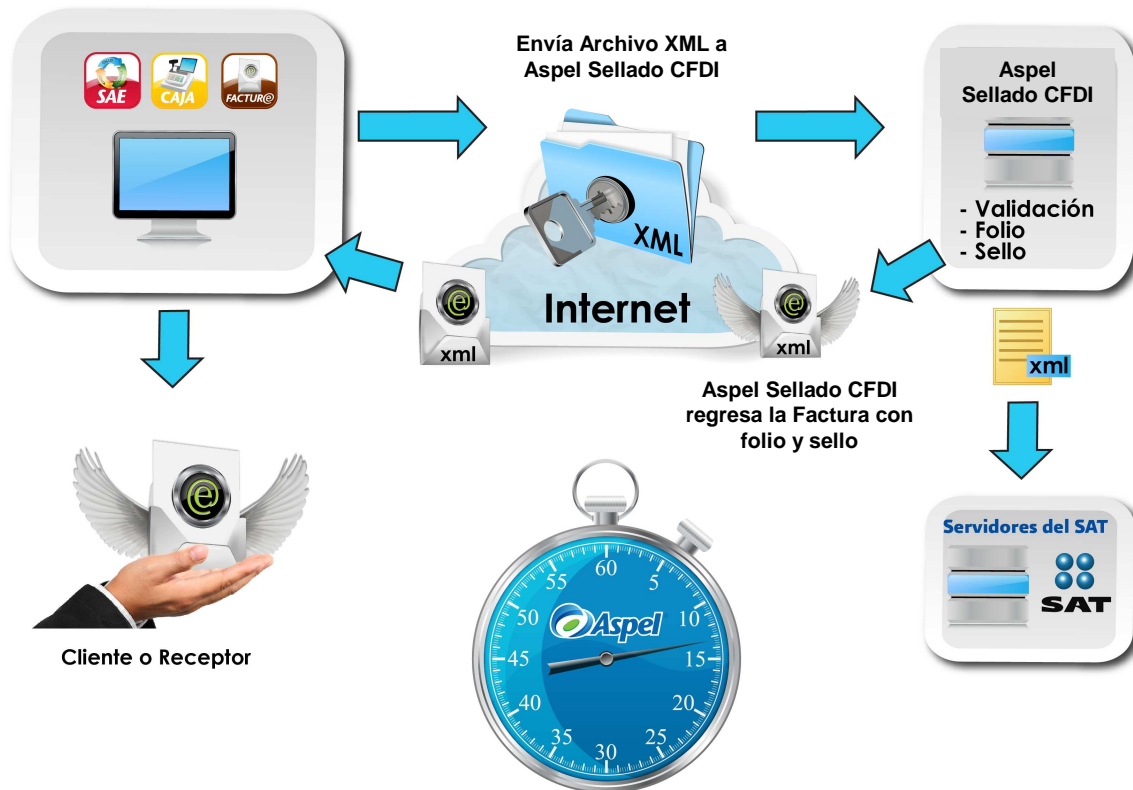 SAE
CAJA
FACTUR@
Envía Archivo XML a
Aspel Sellado CFDI
XML
Internet
xml
xml
Aspel
Sellado CFDI
- Validación
- Folio
- Sello
xml
Aspel Sellado CFDI
regresa la Factura con
folio y sello
Servidores del SAT
SAT
Cliente o Receptor
60
5
10
15
20
25
30
35
40
45
50
55
Aspel